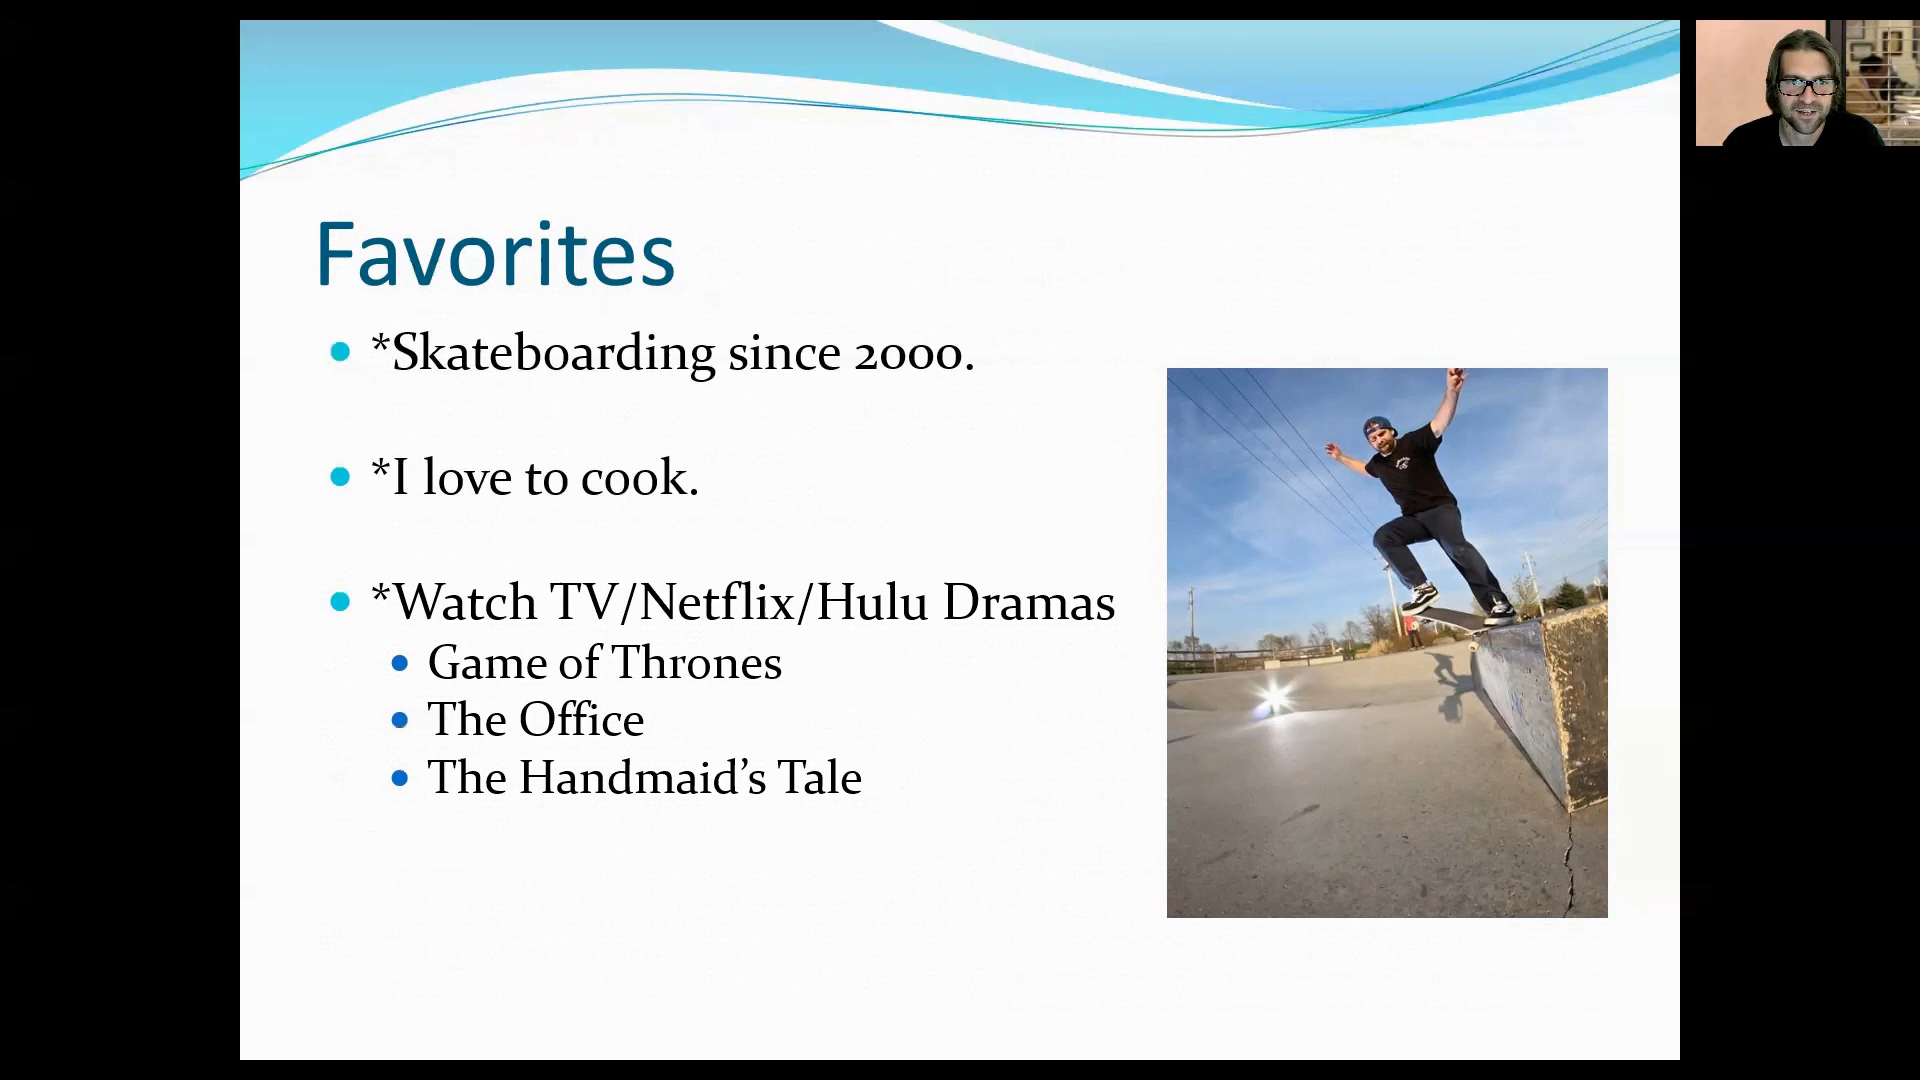 Favorites
*Skateboarding since 2000.
*I love to cook.
*Watch TV/Netflix/Hulu Dramas
Game of Thrones
The Office
The Handmaid’s Tale